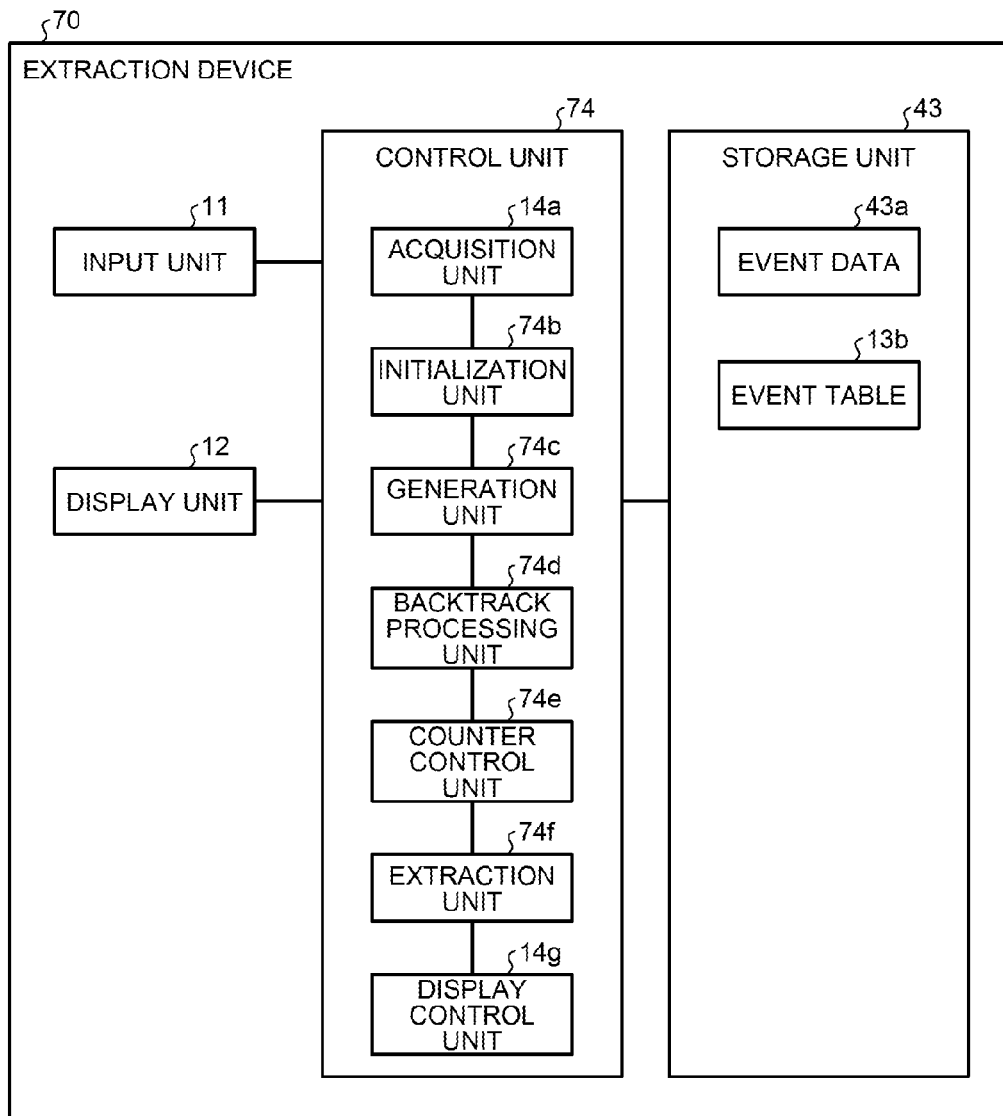 70
EXTRACTION DEVICE
74
CONTROL UNIT
43
STORAGE UNIT
11
INPUT UNIT
14a
ACQUISITION
UNIT
43a
EVENT DATA
74b
INITIALIZATION
UNIT
13b
EVENT TABLE
12
DISPLAY UNIT
74c
GENERATION
UNIT
74d
BACKTRACK
PROCESSING
UNIT
74e
COUNTER
CONTROL
UNIT
74f
EXTRACTION
UNIT
14g
DISPLAY
CONTROL
UNIT